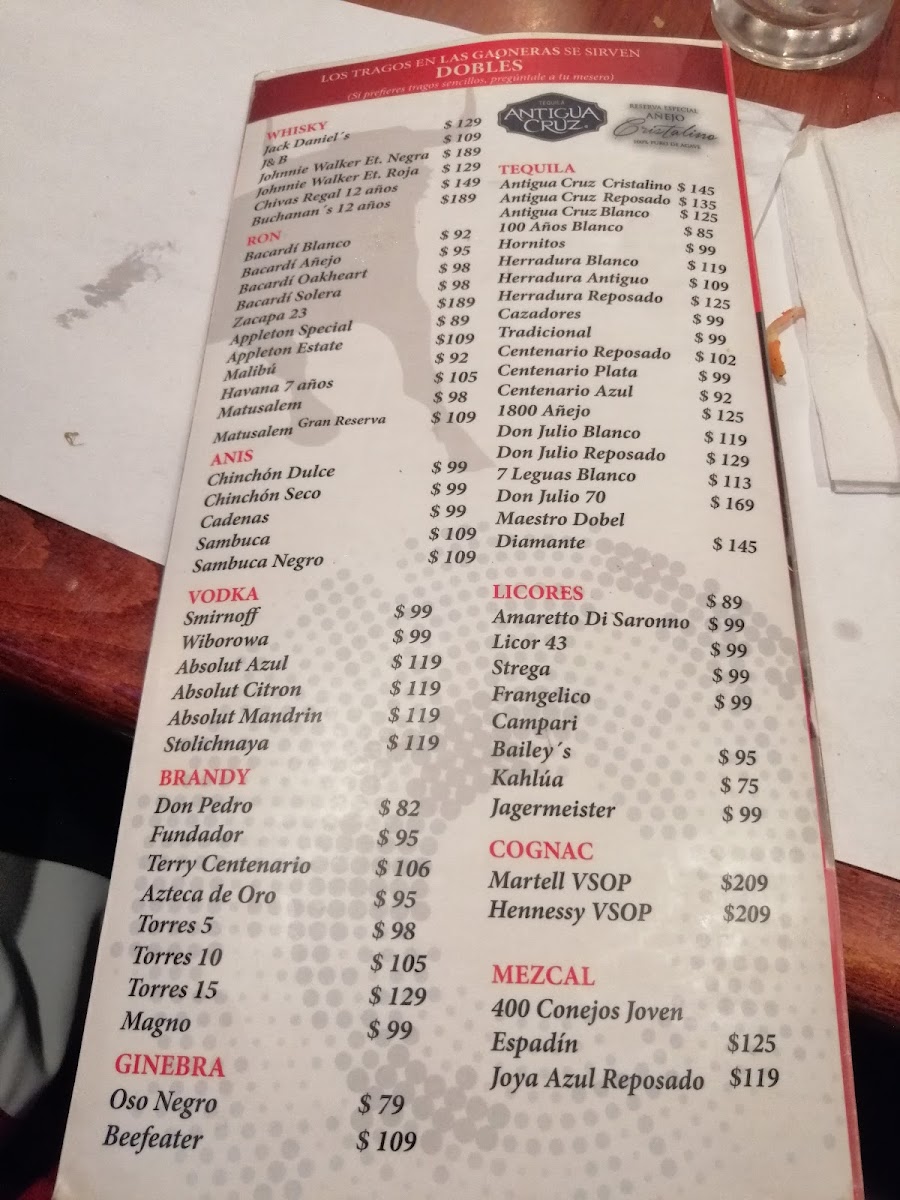 LOS TRAGOS EN LAS GAONERAS SE SIRVEN
DOBLES
(Si prefieres tragos sencillos, pregúntale a tu mesero)
WHISKY
Jack Daniel´s $ 129
J& B $ 109
Johnnie Walker Et. Negra $ 189
Johnnie Walker Et. Roja $ 129
Chivas Regal 12 años $ 149
Buchanan´s 12 años $189
RON
Bacardí Blanco $ 92
Bacardí Añejo $ 95
Bacardí Oakheart $ 98
Bacardí Solera $ 98
Zacapa 23 $189
Appleton Special $ 89
Appleton Estate $109
Malibú $ 92
Havana 7 años $ 105
Matusalem $ 98
Matusalem Gran Reserva $ 109
ANIS
Chinchón Dulce $ 99
Chinchón Seco $ 99
Cadenas $ 99
Sambuca $ 109
Sambuca Negro $ 109
VODKA
Smirnoff $ 99
Wiborowa $ 99
Absolut Azul $ 119
Absolut Citron $ 119
Absolut Mandrin $ 119
Stolichnaya $ 119
BRANDY
Don Pedro $ 82
Fundador $ 95
Terry Centenario $ 106
Azteca de Oro $ 95
Torres 5 $ 98
Torres 10 $ 105
Torres 15 $ 129
Magno $ 99
GINEBRA
Oso Negro $ 79
Beefeater $ 109
TEQUILA
ANTIGUA
CRUZ
RESERVA ESPECIAL
AÑEJO
Cristalino
100% PURO DE AGAVE
TEQUILA
Antigua Cruz Cristalino $ 145
Antigua Cruz Reposado $ 135
Antigua Cruz Blanco $ 125
100 Años Blanco $ 85
Hornitos $ 99
Herradura Blanco $ 119
Herradura Antiguo $ 109
Herradura Reposado $ 125
Cazadores $ 99
Tradicional $ 99
Centenario Reposado $ 102
Centenario Plata $ 99
Centenario Azul $ 92
1800 Añejo $ 125
Don Julio Blanco $ 119
Don Julio Reposado $ 129
7 Leguas Blanco $ 113
Don Julio 70 $ 169
Maestro Dobel
Diamante $ 145
LICORES
Amaretto Di Saronno $ 89
Licor 43 $ 99
Strega $ 99
Frangelico $ 99
Campari $ 99
Bailey´s $ 95
Kahlúa $ 75
Jagermeister $ 99
COGNAC
Martell VSOP $209
Hennessy VSOP $209
MEZCAL
400 Conejos Joven
Espadín $125
Joya Azul Reposado $119